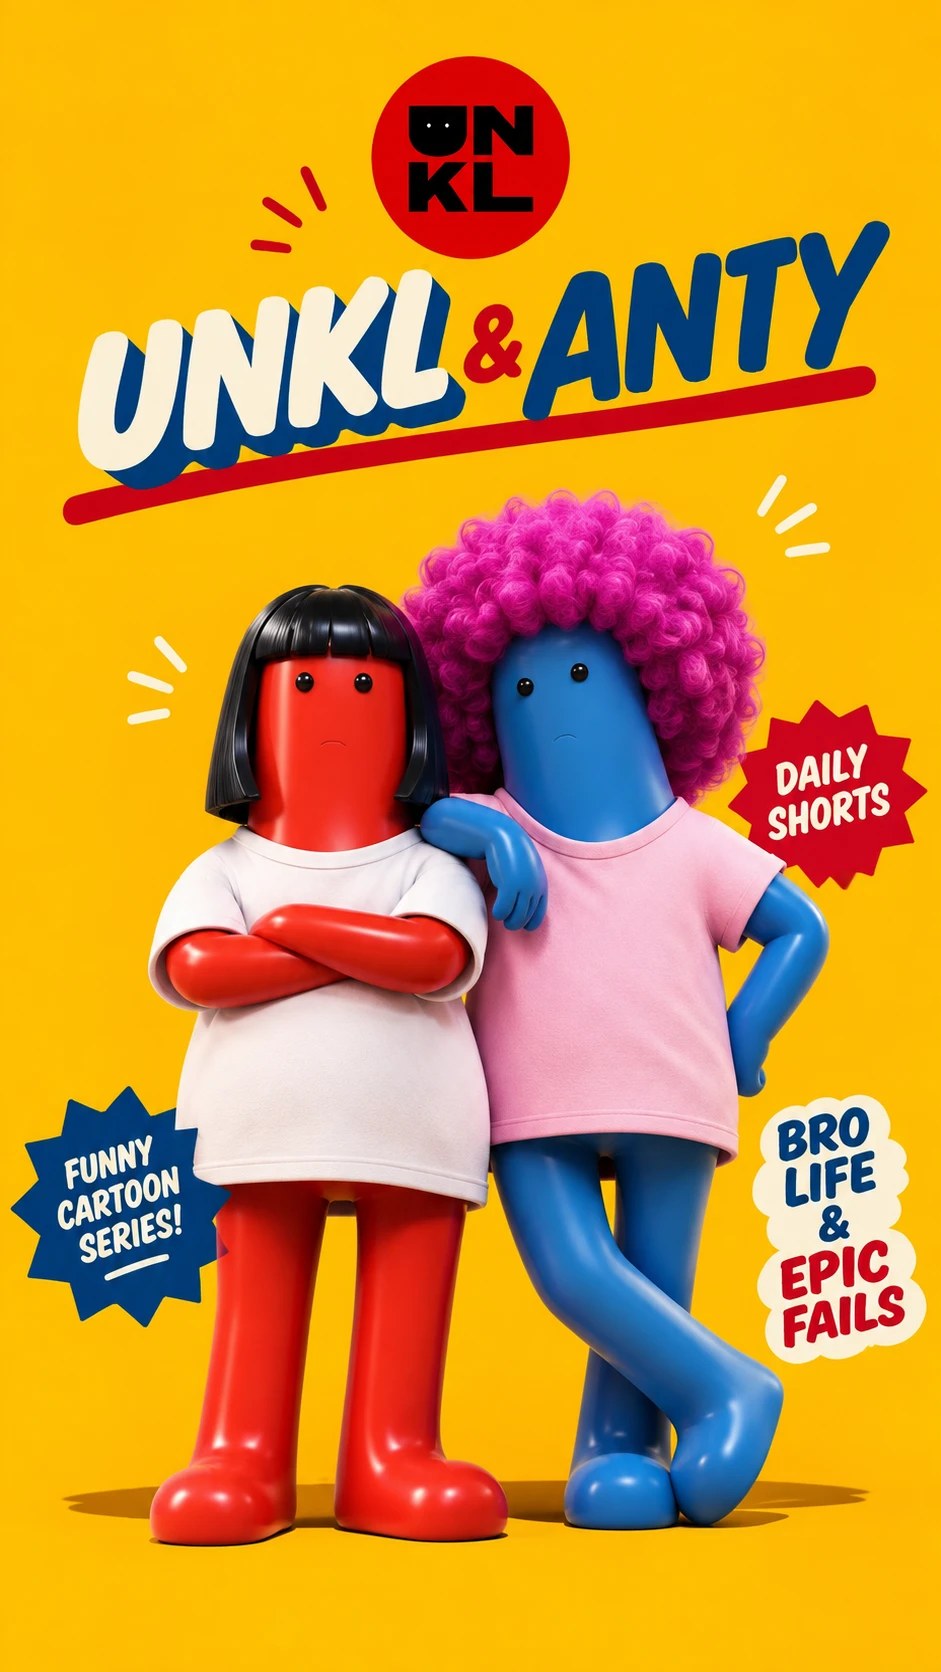 UN
KL
UNKL & ANTY
DAILY
SHORTS
FUNNY
CARTOON
SERIES!
BRO
LIFE
&
EPIC
FAILS